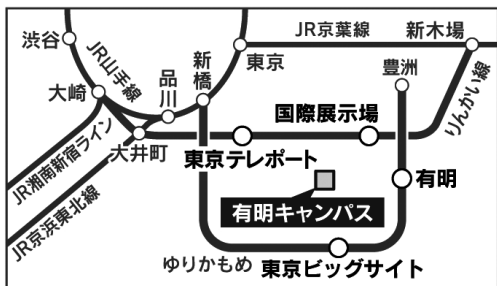 JR京葉線
新木場
渋谷
JR山手線
新橋
東京
豊洲
品川
大崎
りんかい線
国際展示場
大井町
東京テレポート
JR湘南新宿ライン
有明
有明キャンパス
JR京浜東北線
ゆりかもめ
東京ビッグサイト